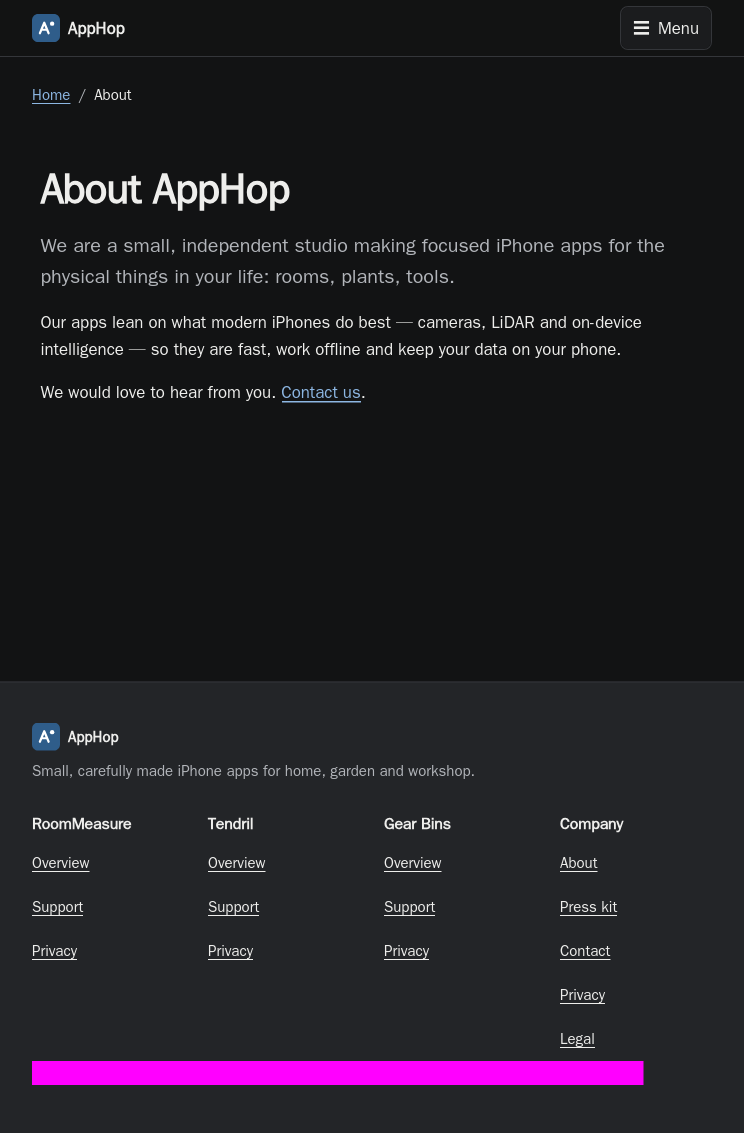 AppHop
☰ Menu
Home / About
About AppHop
We are a small, independent studio making focused iPhone apps for the
physical things in your life: rooms, plants, tools.
Our apps lean on what modern iPhones do best — cameras, LiDAR and on-device
intelligence — so they are fast, work offline and keep your data on your phone.
We would love to hear from you. Contact us.
AppHop
Small, carefully made iPhone apps for home, garden and workshop.
RoomMeasure
Overview
Support
Privacy
Tendril
Overview
Support
Privacy
Gear Bins
Overview
Support
Privacy
Company
About
Press kit
Contact
Privacy
Legal